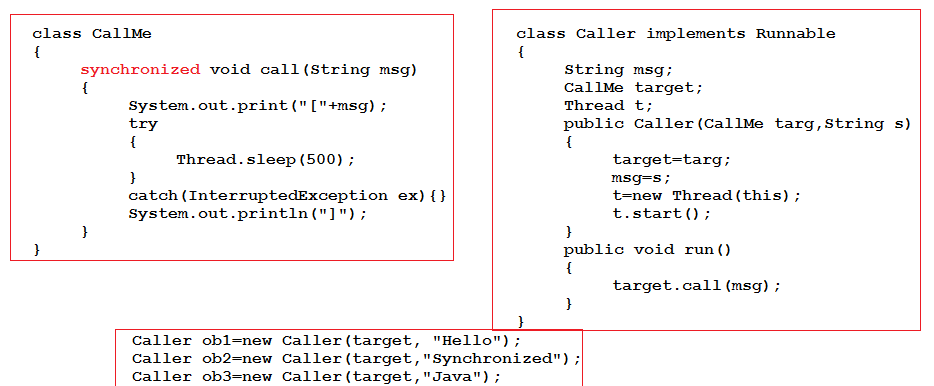 class CallMe
{
synchronized void call(String msg)
{
System.out.print("["+msg);
try
{
Thread.sleep(500);
}
catch(InterruptedException ex){}
System.out.println("]");
}
}
class Caller implements Runnable
{
String msg;
CallMe target;
Thread t;
public Caller(CallMe targ,String s)
{
target=targ;
msg=s;
t=new Thread(this);
t.start();
}
public void run()
{
target.call(msg);
}
}
Caller ob1=new Caller(target, "Hello");
Caller ob2=new Caller(target,"Synchronized");
Caller ob3=new Caller(target,"Java");